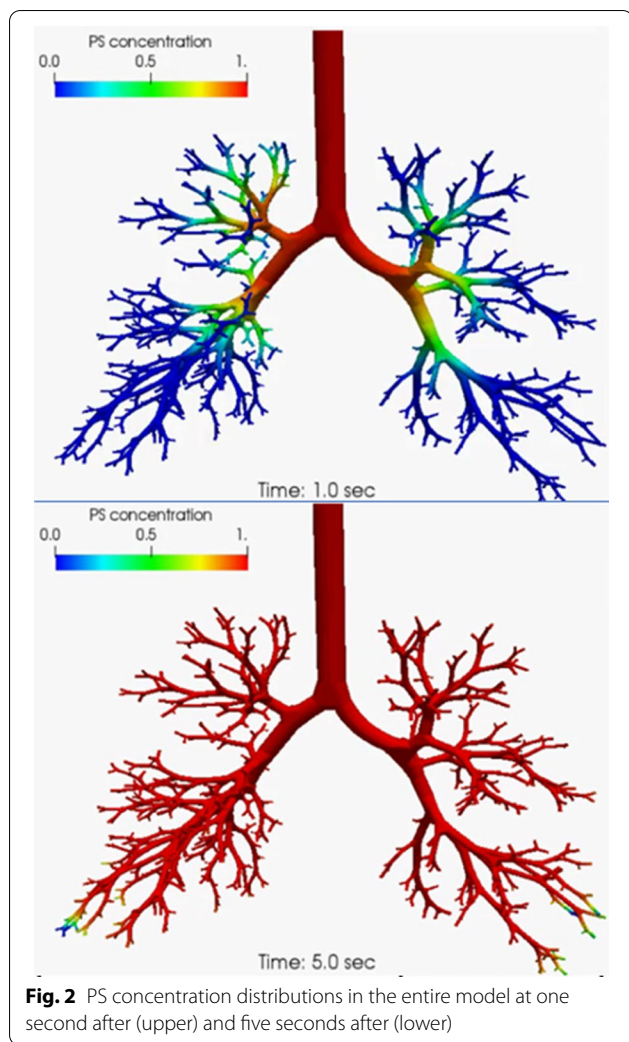 PS concentration
0.0 0.5 1.
Time: 1.0 sec
PS concentration
0.0 0.5 1.
Time: 5.0 sec
Fig. 2 PS concentration distributions in the entire model at one
second after (upper) and five seconds after (lower)